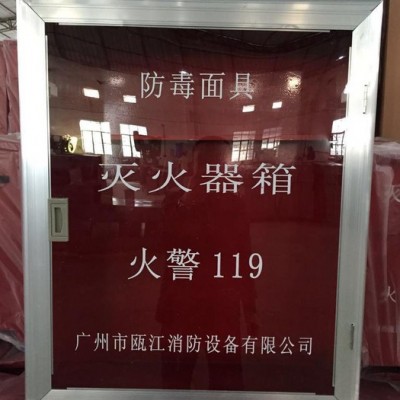 防毒面具
灭火器箱
火警 119
广州市瓯江消防设备有限公司